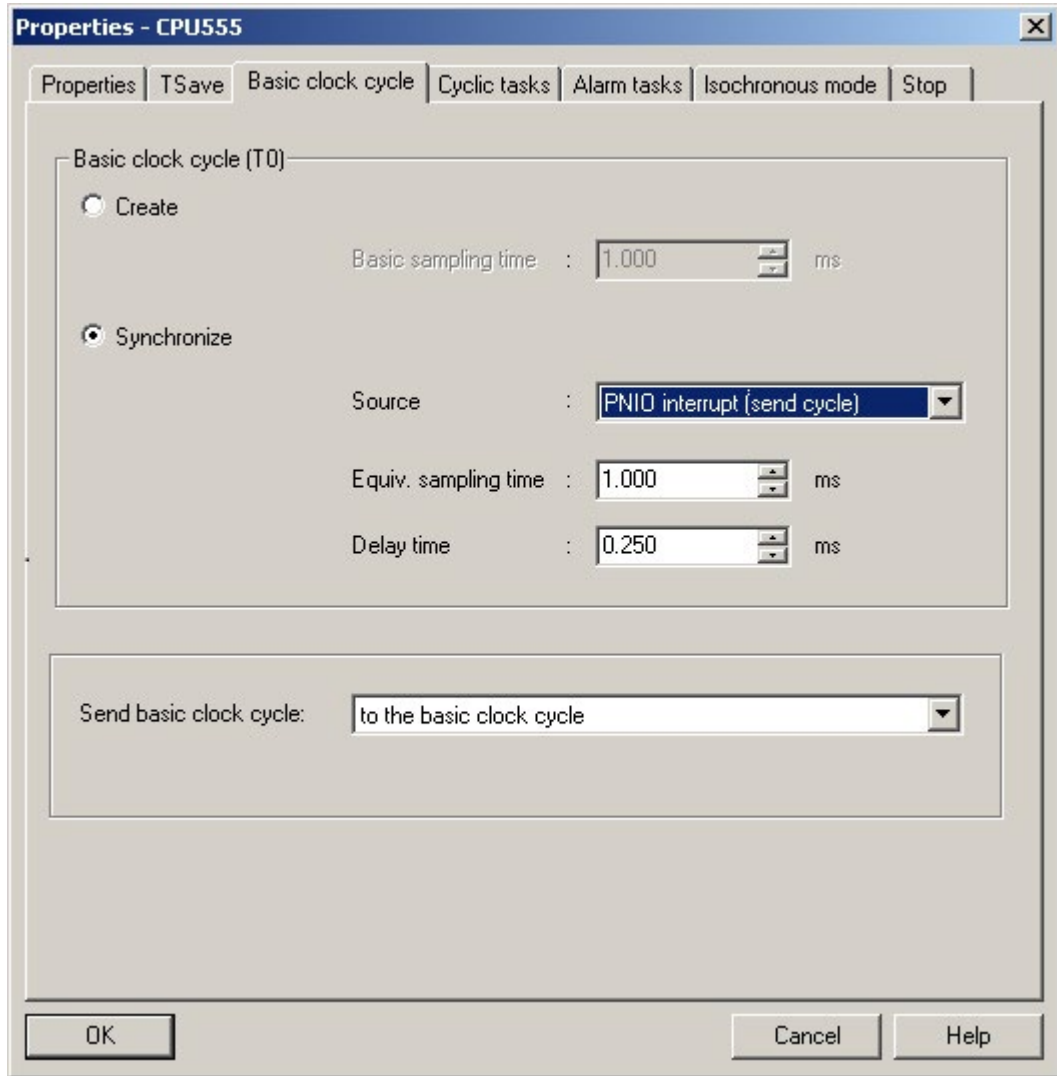 Properties - CPU555
Properties TSave Basic clock cycle Cyclic tasks Alarm tasks Isochronous mode Stop
Basic clock cycle (T0)
Create
Basic sampling time : 1.000 ms
Synchronize
Source : PNIO interrupt (send cycle)
Equiv. sampling time : 1.000 ms
Delay time : 0.250 ms
Send basic clock cycle: to the basic clock cycle
OK Cancel Help